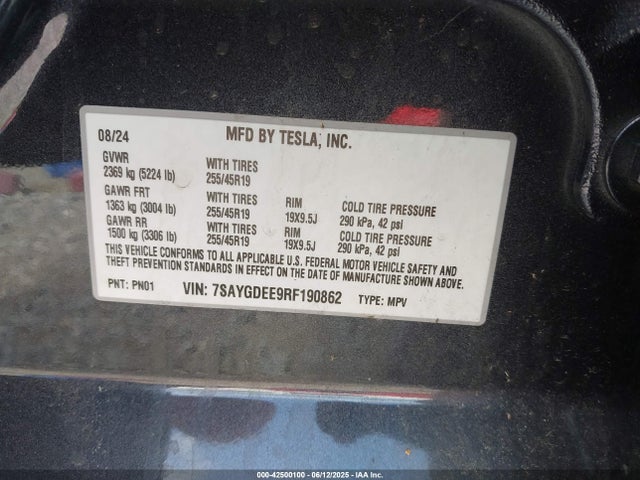 08/24 MFD BY TESLA, INC.
GVWR WITH TIRES
2369 kg (5224 lb) 255/45R19
GAWR FRT WITH TIRES RIM COLD TIRE PRESSURE
1363 kg (3004 lb) 255/45R19 19X9.5J 290 kPa, 42 psi
GAWR RR WITH TIRES RIM COLD TIRE PRESSURE
1500 kg (3306 lb) 255/45R19 19X9.5J 290 kPa, 42 psi
THIS VEHICLE CONFORMS TO ALL APPLICABLE U.S. FEDERAL MOTOR VEHICLE SAFETY AND
THEFT PREVENTION STANDARDS IN EFFECT ON THE DATE OF MANUFACTURE SHOWN ABOVE.
PNT: PN01 VIN: 7SAYGDEE9RF190862 TYPE: MPV
000-42500100 - 06/12/2025 - IAA Inc.